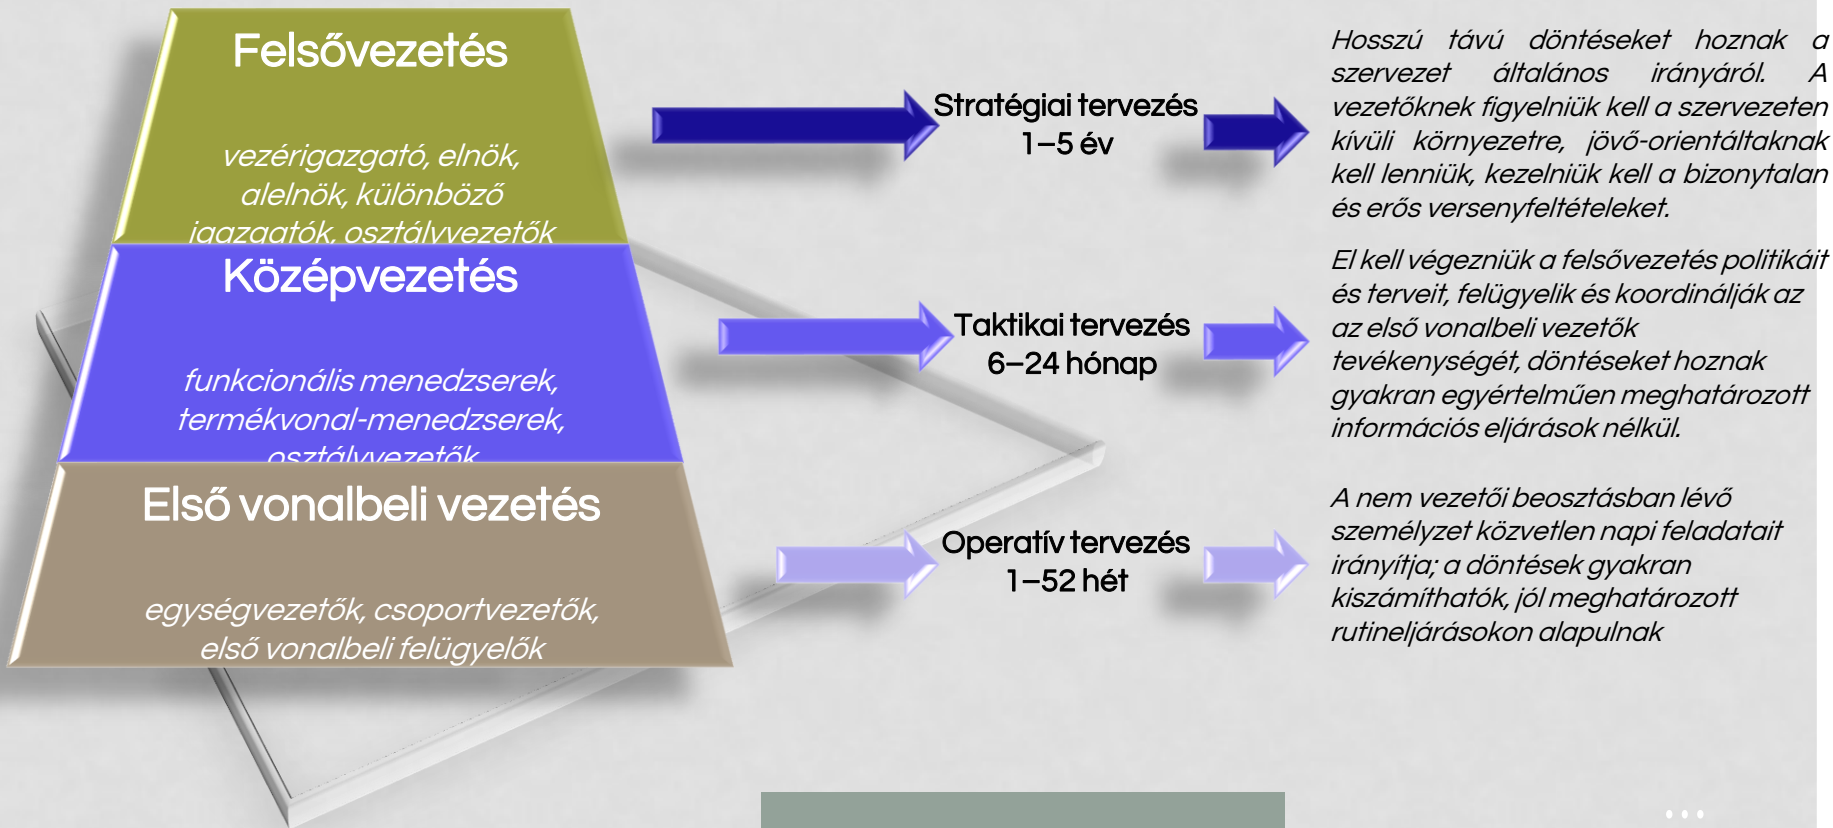 Felsővezetés
vezérigazgató, elnök,
alelnök, különböző
igazgatók, osztályvezetők
Középvezetés
funkcionális menedzserek,
termékvonal-menedzserek,
osztályvezetők
Első vonalbeli vezetés
egységvezetők, csoportvezetők,
első vonalbeli felügyelők
Stratégiai tervezés
1–5 év
Taktikai tervezés
6–24 hónap
Operatív tervezés
1–52 hét
Hosszú távú döntéseket hoznak a
szervezet általános irányáról. A
vezetőknek figyelniük kell a szervezeten
kívüli környezetre, jövő-orientáltaknak
kell lenniük, kezelniük kell a bizonytalan
és erős versenyfeltételeket.
El kell végezniük a felsővezetés politikáit
és terveit, felügyelik és koordinálják az
az első vonalbeli vezetők
tevékenységét, döntéseket hoznak
gyakran egyértelműen meghatározott
információs eljárások nélkül.
A nem vezetői beosztásban lévő
személyzet közvetlen napi feladatait
irányítja; a döntések gyakran
kiszámíthatók, jól meghatározott
rutineljárásokon alapulnak
...